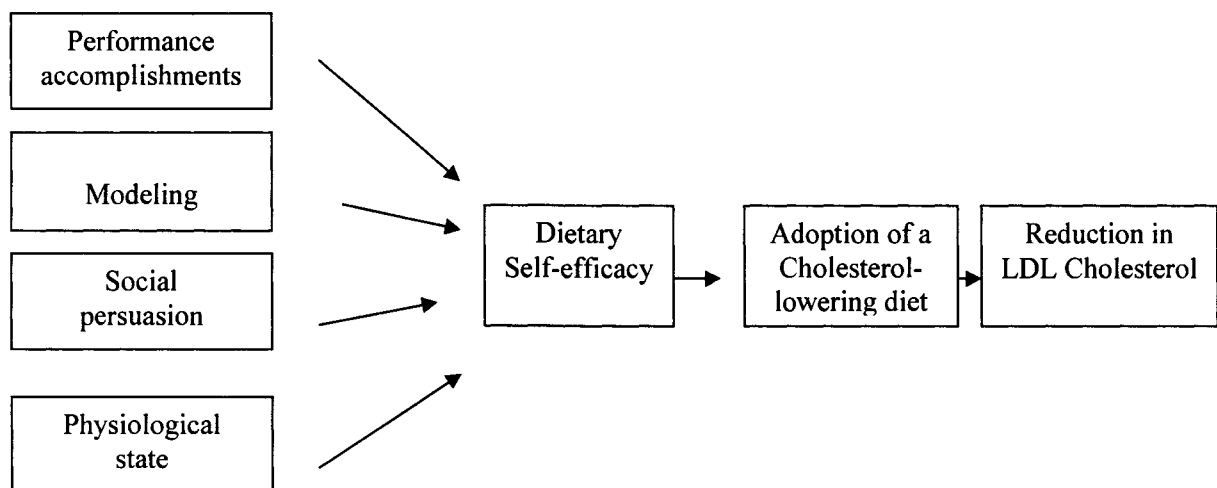 Performance
accomplishments
Modeling
Social
persuasion
Physiological
state
Dietary
Self-efficacy
Adoption of a
Cholesterol-
lowering diet
Reduction in
LDL Cholesterol